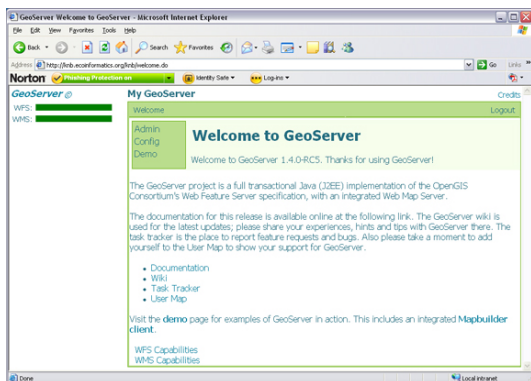 GeoServer Welcome to GeoServer - Microsoft Internet Explorer
File Edit View Favorites Tools Help
Back Search Favorites
Address http://knb.ecoinformatics.org/knb/welcome.do Go Links
Norton Phishing Protection on Identity Safe Log-ins
GeoServer My GeoServer Credits
WFS: Welcome Logout
WMS:
Admin
Config
Demo
Welcome to GeoServer
Welcome to GeoServer 1.4.0-RC5. Thanks for using GeoServer!
The GeoServer project is a full transactional Java (J2EE) implementation of the OpenGIS
Consortium's Web Feature Server specification, with an integrated Web Map Server.
The documentation for this release is available online at the following link. The GeoServer wiki is
used for the latest updates; please share your experiences, hints and tips with GeoServer there. The
task tracker is the place to report feature requests and bugs. Also please take a moment to add
yourself to the User Map to show your support for GeoServer.
Documentation
Wiki
Task Tracker
User Map
Visit the demo page for examples of GeoServer in action. This includes an integrated Mapbuilder
client.
WFS Capabilities
WMS Capabilities
Done Local intranet